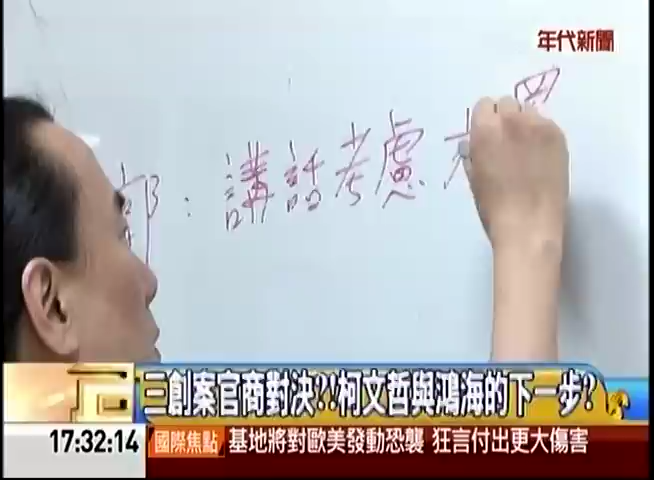 年代新聞
部：講話考慮
三創案官商對決?!柯文哲與鴻海的下一步?
17:32:14 國際焦點 基地將對歐美發動恐襲 狂言付出更大傷害